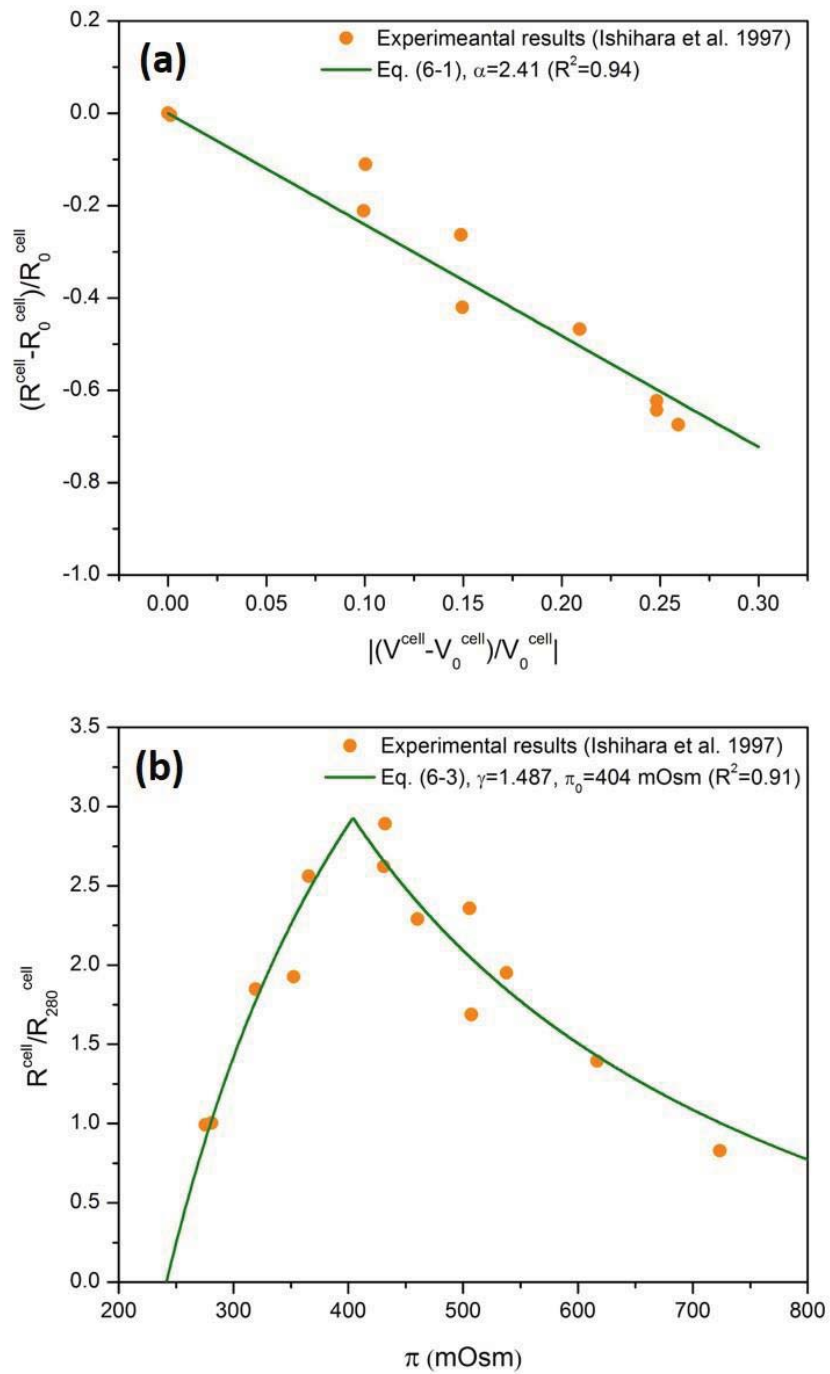 (a)
Experimeantal results (Ishihara et al. 1997)
Eq. (6-1), α=2.41 (R²=0.94)
0.2
0.0
-0.2
-0.4
-0.6
-0.8
-1.0
(R^cell-R_0^cell)/R_0^cell
0.00 0.05 0.10 0.15 0.20 0.25 0.30
|(V^cell-V_0^cell)/V_0^cell|
(b)
Experimental results (Ishihara et al. 1997)
Eq. (6-3), γ=1.487, π_0=404 mOsm (R²=0.91)
3.5
3.0
2.5
2.0
1.5
1.0
0.5
0.0
R^cell/R_280^cell
200 300 400 500 600 700 800
π (mOsm)